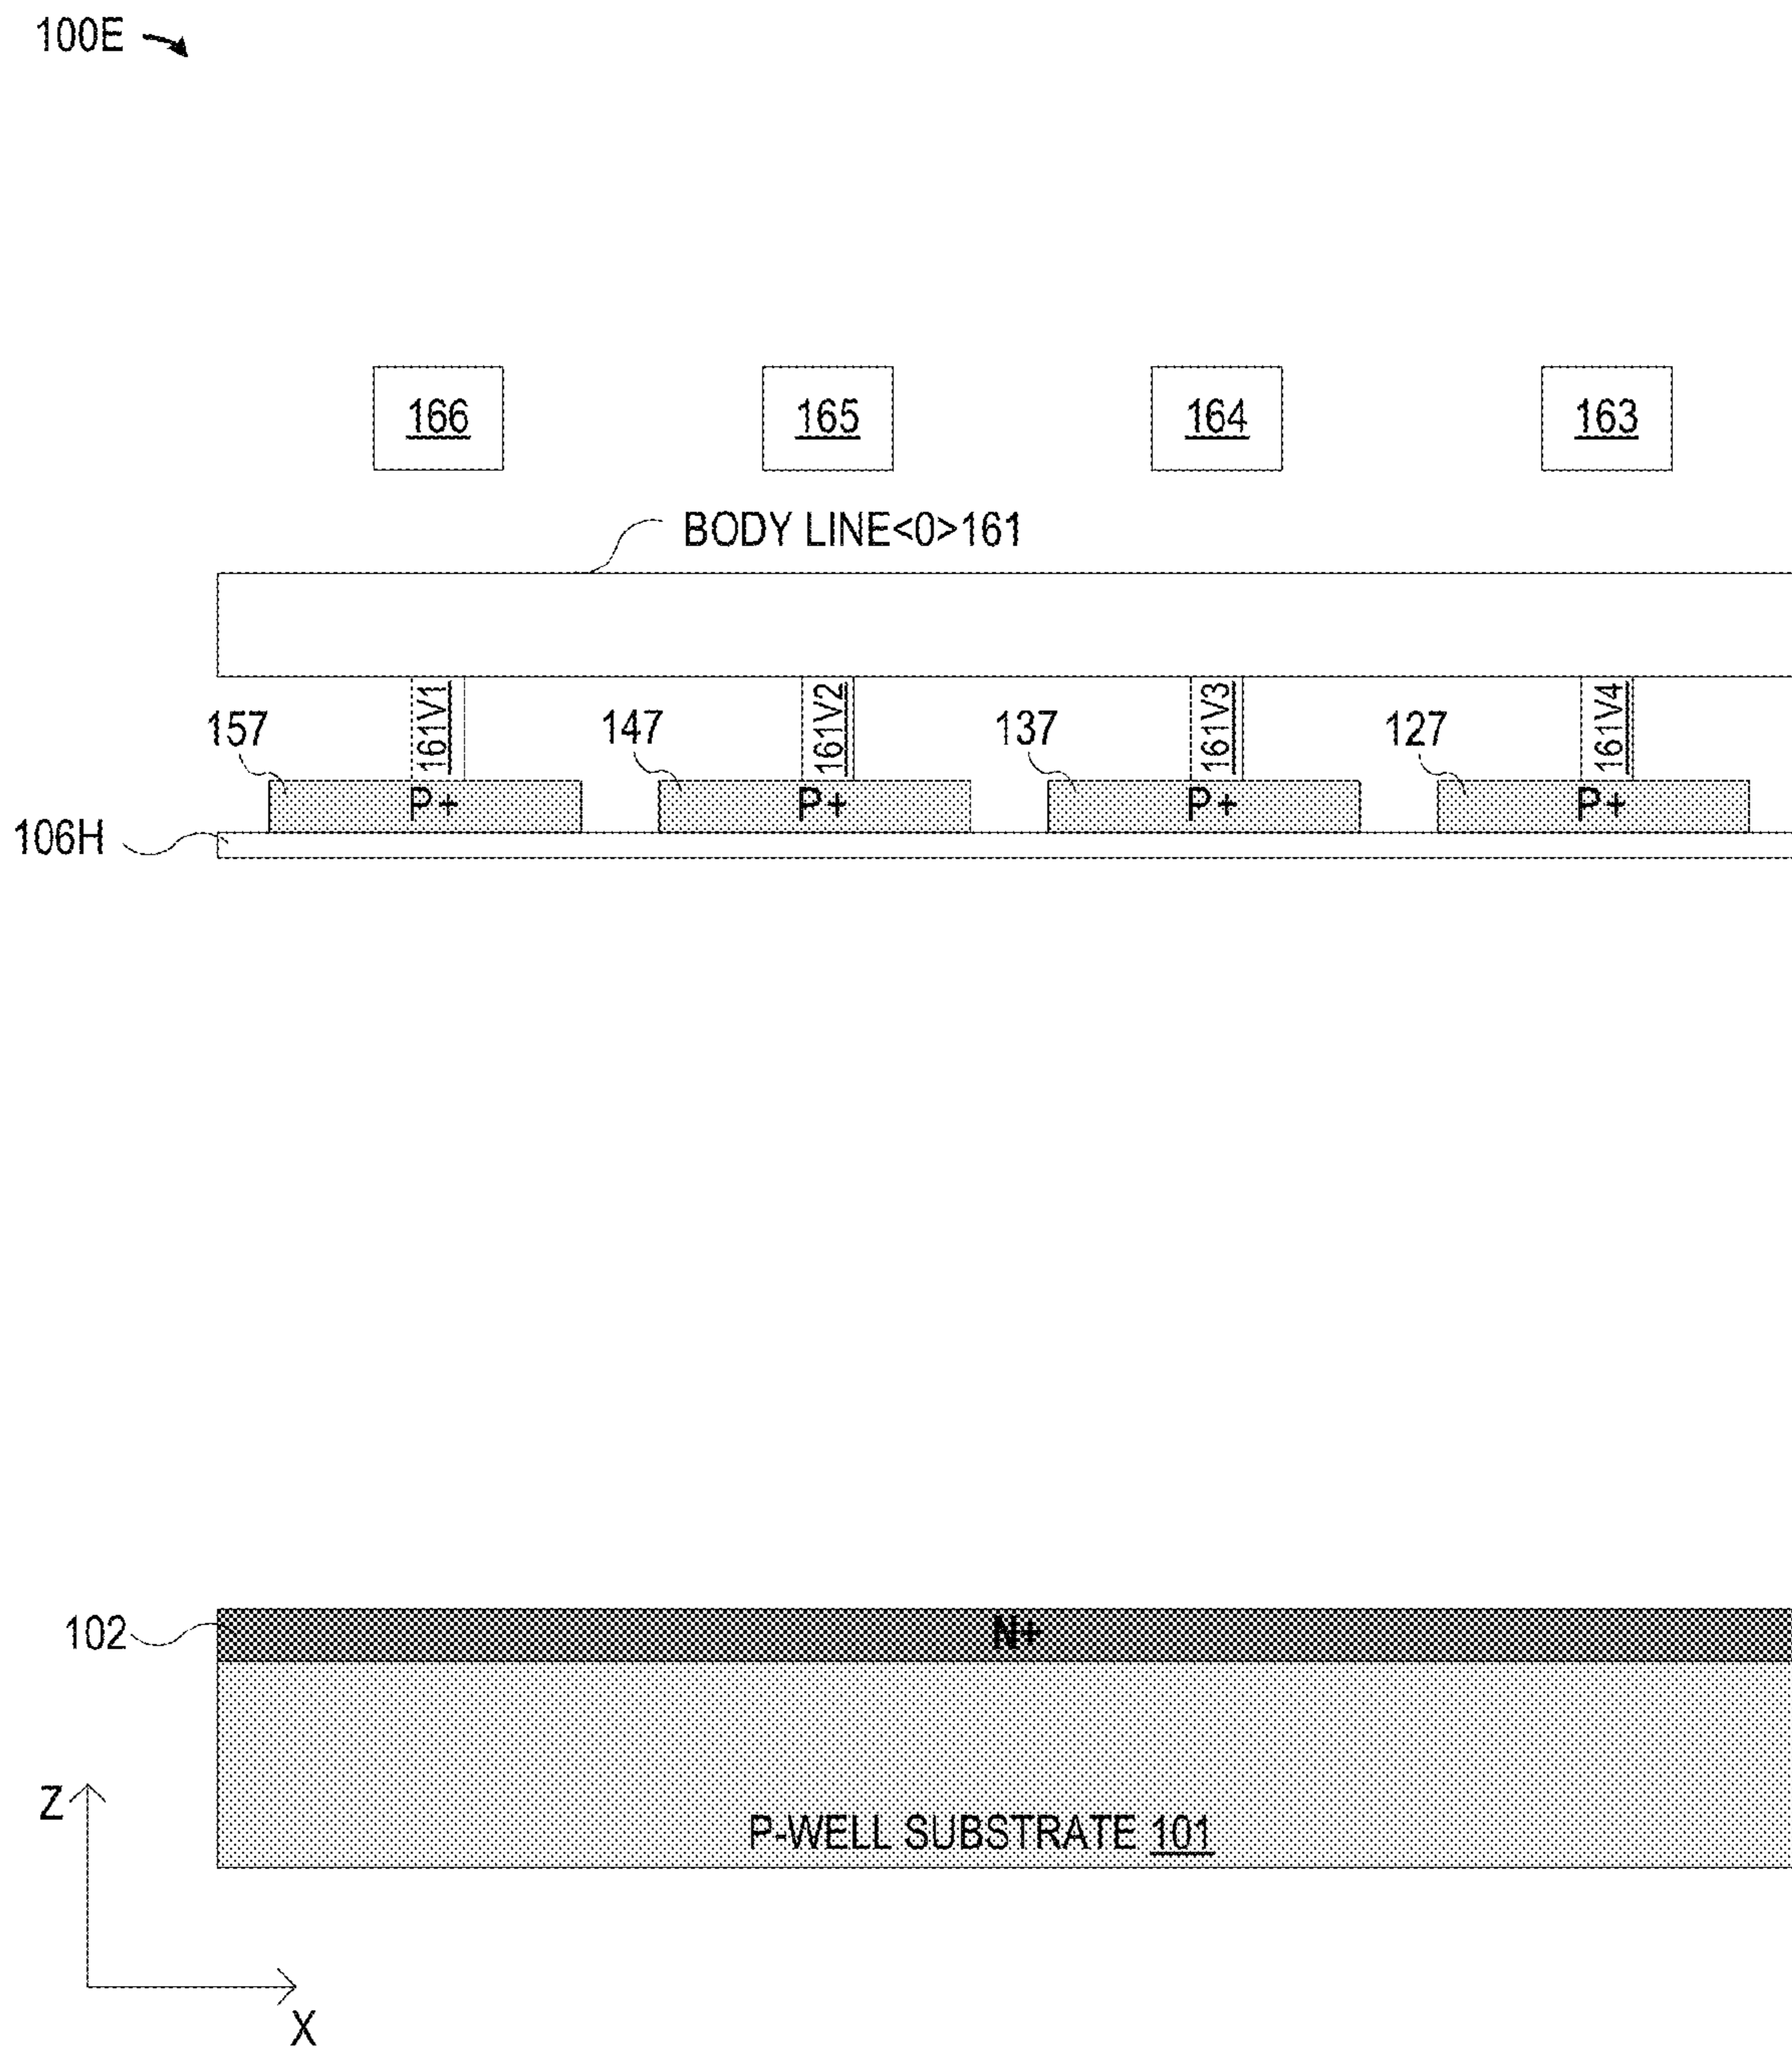 100E
166 165 164 163
BODY LINE<0>161
161V1 161V2 161V3 161V4
157 147 137 127
P+ P+ P+ P+
106H
102 N+
P-WELL SUBSTRATE 101
Z
X